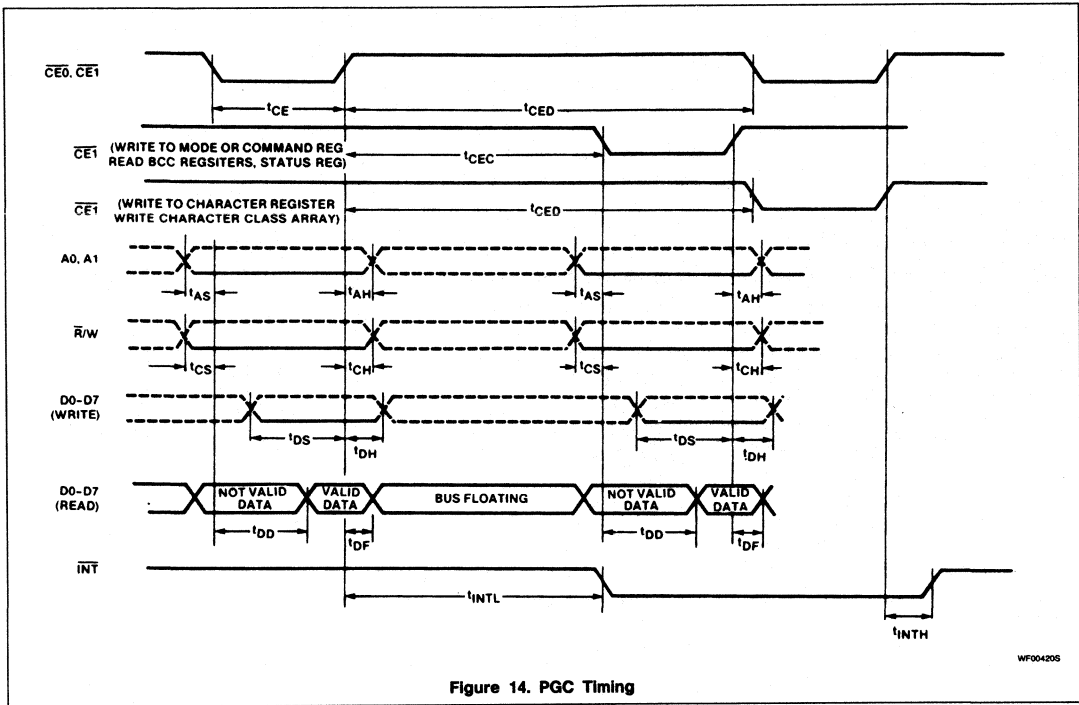 CE0, CE1
tCE
tCED
CE1
(WRITE TO MODE OR COMMAND REG
READ BCC REGSITERS, STATUS REG)
tCEC
CE1
(WRITE TO CHARACTER REGISTER
WRITE CHARACTER CLASS ARRAY)
tCED
A0, A1
tAS
tAH
tAS
tAH
R/W
tCS
tCH
tCS
tCH
D0-D7
(WRITE)
tDS
tDH
tDS
tDH
D0-D7
(READ)
NOT VALID
DATA
VALID
DATA
BUS FLOATING
NOT VALID
DATA
VALID
DATA
tDD
tDF
tDD
tDF
INT
tINTL
tINTH
WF00420S
Figure 14. PGC Timing